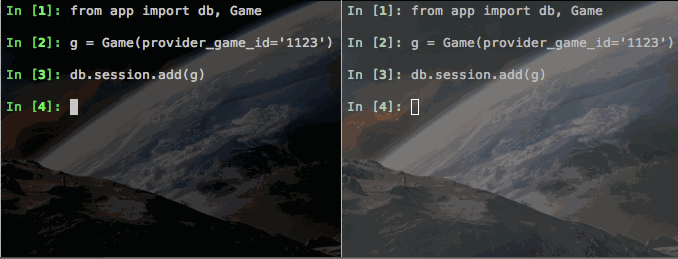 In [1]: from app import db, Game
In [2]: g = Game(provider_game_id='1123')
In [3]: db.session.add(g)
In [4]:
In [1]: from app import db, Game
In [2]: g = Game(provider_game_id='1123')
In [3]: db.session.add(g)
In [4]: